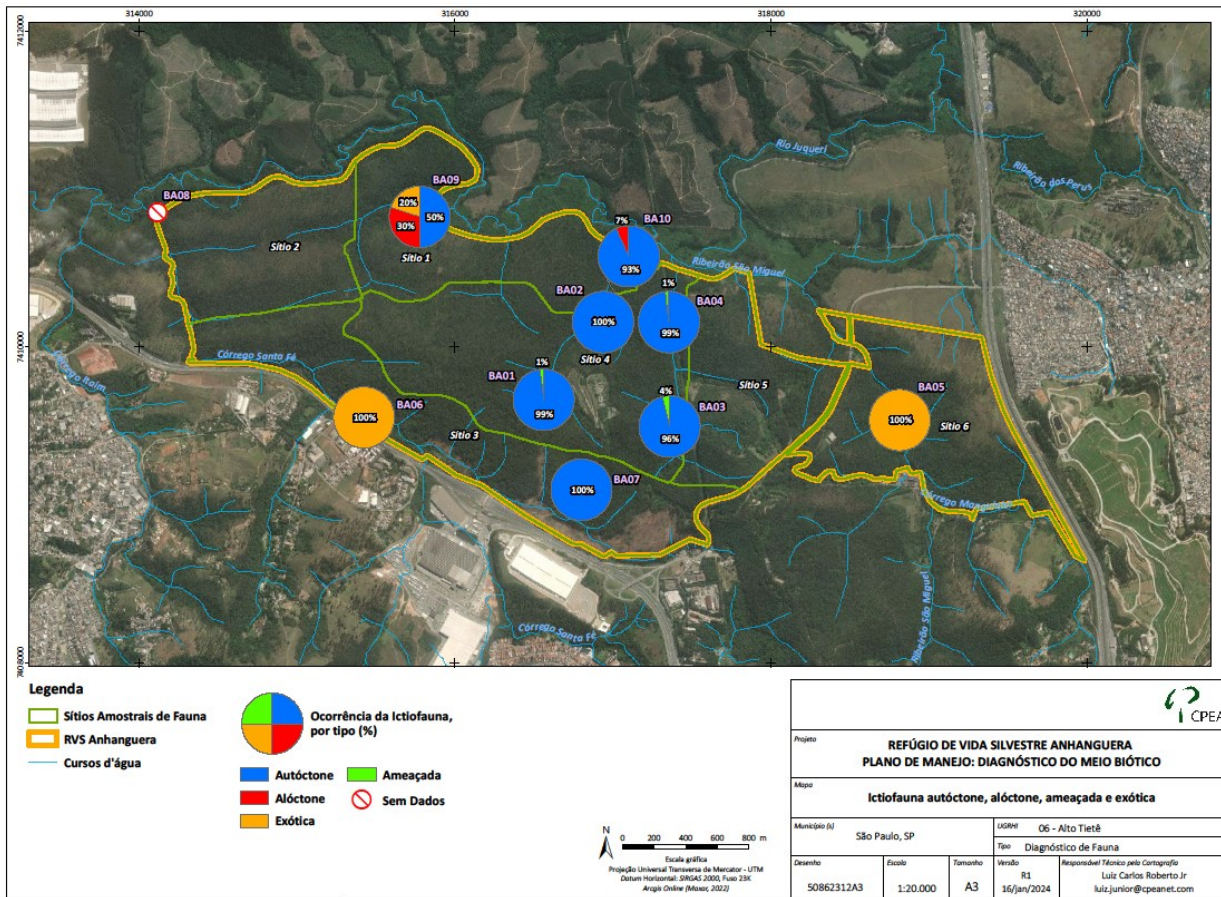 314000
316000
318000
320000
7412000
7410000
7408000
Rio Juqueri
Ribeirão dos Perus
BA08
BA09
20%
50%
30%
Sítio 1
Sítio 2
7%
BA10
93%
Ribeirão São Miguel
BA02
100%
Sítio 4
1%
BA04
99%
Córrego Santa Fé
Córrego Itaim
BA01
1%
99%
Sítio 5
4%
BA03
96%
BA05
100%
Sítio 6
BA06
100%
Sítio 3
BA07
100%
Ribeirão São Miguel
Córrego Santa Fé
Legenda
Sítios Amostrais de Fauna
RVS Anhanguera
Cursos d'água
Ocorrência da Ictiofauna,
por tipo (%)
Autóctone
Ameaçada
Alóctone
Sem Dados
Exótica
N
0 200 400 600 800 m
Escala gráfica
Projeção Universal Transversa de Mercator - UTM
Datum Horizontal: SIRGAS 2000, Fuso 23K
Arcgis Online (Maxar, 2022)
CPEA
Projeto
REFÚGIO DE VIDA SILVESTRE ANHANGUERA
PLANO DE MANEJO: DIAGNÓSTICO DO MEIO BIÓTICO
Mapa
Ictiofauna autóctone, alóctone, ameaçada e exótica
Município (s)
São Paulo, SP
UGRHI 06 - Alto Tietê
Tipo Diagnóstico de Fauna
Desenho
50862312A3
Escala
1:20.000
Tamanho
A3
Versão
R1
16/jan/2024
Responsável Técnico pela Cartografia
Luiz Carlos Roberto Jr
luiz.junior@cpeanet.com